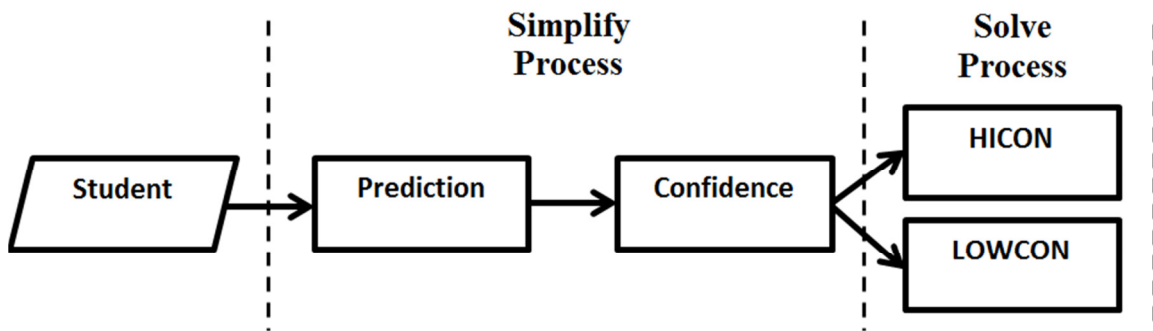 Simplify
Process
Solve
Process
Student
Prediction
Confidence
HICON
LOWCON